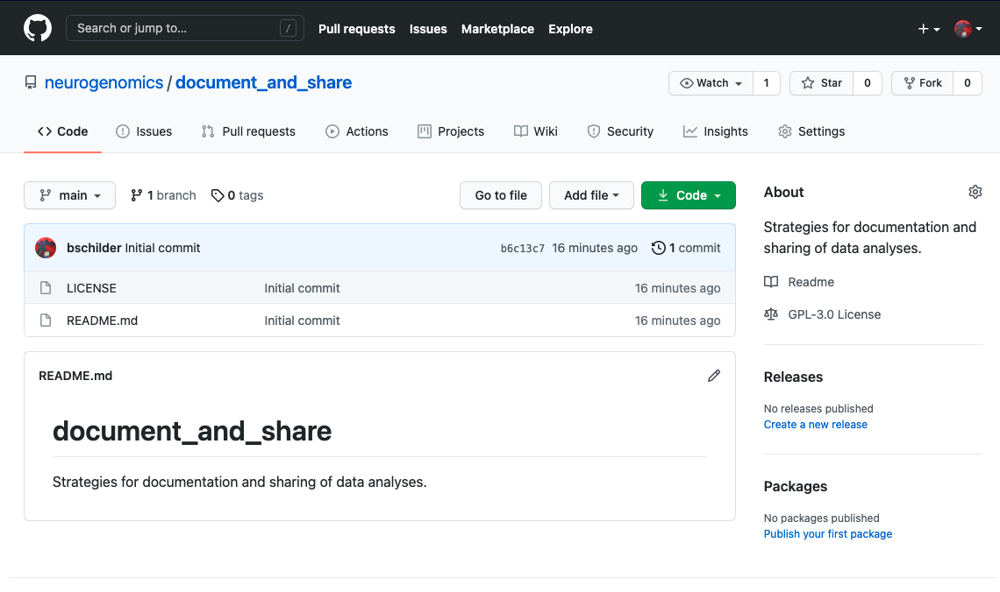 Search or jump to... /
Pull requests Issues Marketplace Explore
neurogenomics / document_and_share
Watch 1 Star 0 Fork 0
Code Issues Pull requests Actions Projects Wiki Security Insights Settings
main 1 branch 0 tags Go to file Add file Code
bschilder Initial commit b6c13c7 16 minutes ago 1 commit
LICENSE Initial commit 16 minutes ago
README.md Initial commit 16 minutes ago
README.md
document_and_share
Strategies for documentation and sharing of data analyses.
About
Strategies for documentation and
sharing of data analyses.
Readme
GPL-3.0 License
Releases
No releases published
Create a new release
Packages
No packages published
Publish your first package